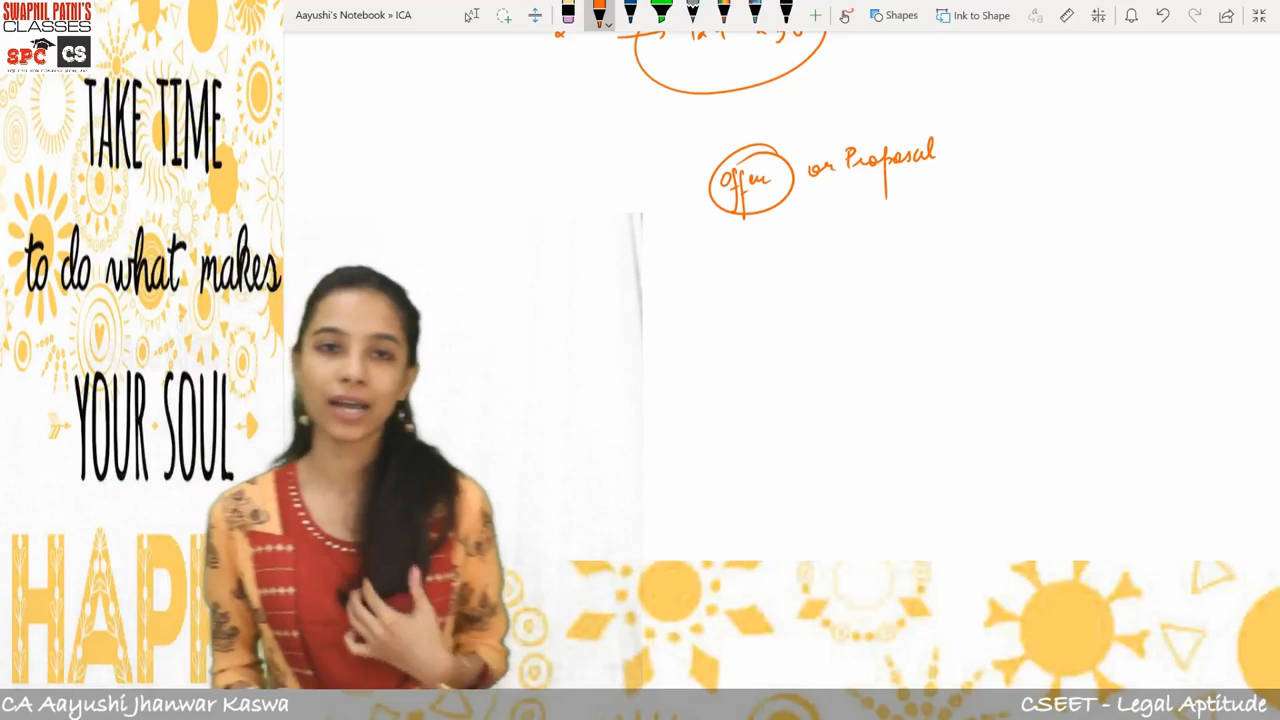 SWAPNIL PATNI'S
CLASSES
SPC CS
Aayushi's Notebook » ICA
Shapes
Ink to Shape
TAKE TIME
to do what makes
YOUR SOUL
HAPP
Offer or Proposal
CA Aayushi Jhanwar Kaswa
CSEET - Legal Aptitude